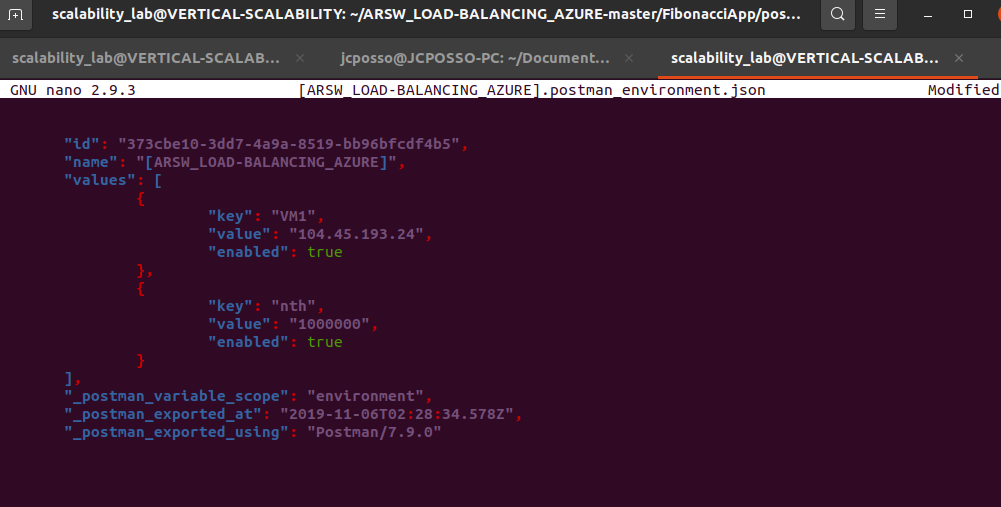 scalability_lab@VERTICAL-SCALABILITY: ~/ARSW_LOAD-BALANCING_AZURE-master/FibonacciApp/pos...
scalability_lab@VERTICAL-SCALAB... × jcposso@JCPOSSO-PC: ~/Document... × scalability_lab@VERTICAL-SCALAB... ×
GNU nano 2.9.3 [ARSW_LOAD-BALANCING_AZURE].postman_environment.json Modified
"id": "373cbe10-3dd7-4a9a-8519-bb96bfcdf4b5",
"name": "[ARSW_LOAD-BALANCING_AZURE]",
"values": [
{
"key": "VM1",
"value": "104.45.193.24",
"enabled": true
},
{
"key": "nth",
"value": "1000000",
"enabled": true
}
],
"_postman_variable_scope": "environment",
"_postman_exported_at": "2019-11-06T02:28:34.578Z",
"_postman_exported_using": "Postman/7.9.0"